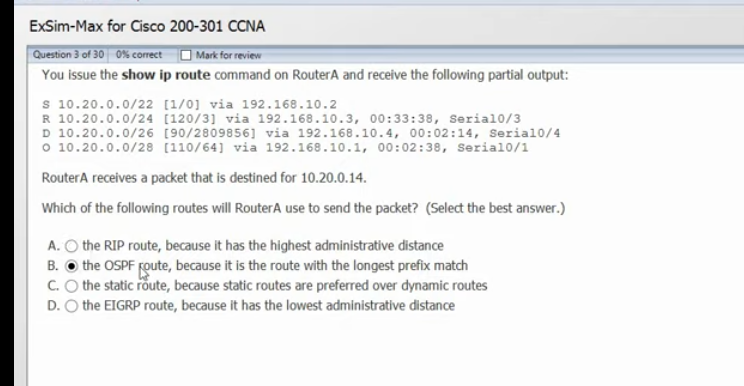 ExSim-Max for Cisco 200-301 CCNA
Question 3 of 30 0% correct Mark for review
You issue the show ip route command on RouterA and receive the following partial output:
S 10.20.0.0/22 [1/0] via 192.168.10.2
R 10.20.0.0/24 [120/3] via 192.168.10.3, 00:33:38, Serial0/3
D 10.20.0.0/26 [90/2809856] via 192.168.10.4, 00:02:14, Serial0/4
O 10.20.0.0/28 [110/64] via 192.168.10.1, 00:02:38, Serial0/1
RouterA receives a packet that is destined for 10.20.0.14.
Which of the following routes will RouterA use to send the packet? (Select the best answer.)
A. the RIP route, because it has the highest administrative distance
B. the OSPF route, because it is the route with the longest prefix match
C. the static route, because static routes are preferred over dynamic routes
D. the EIGRP route, because it has the lowest administrative distance